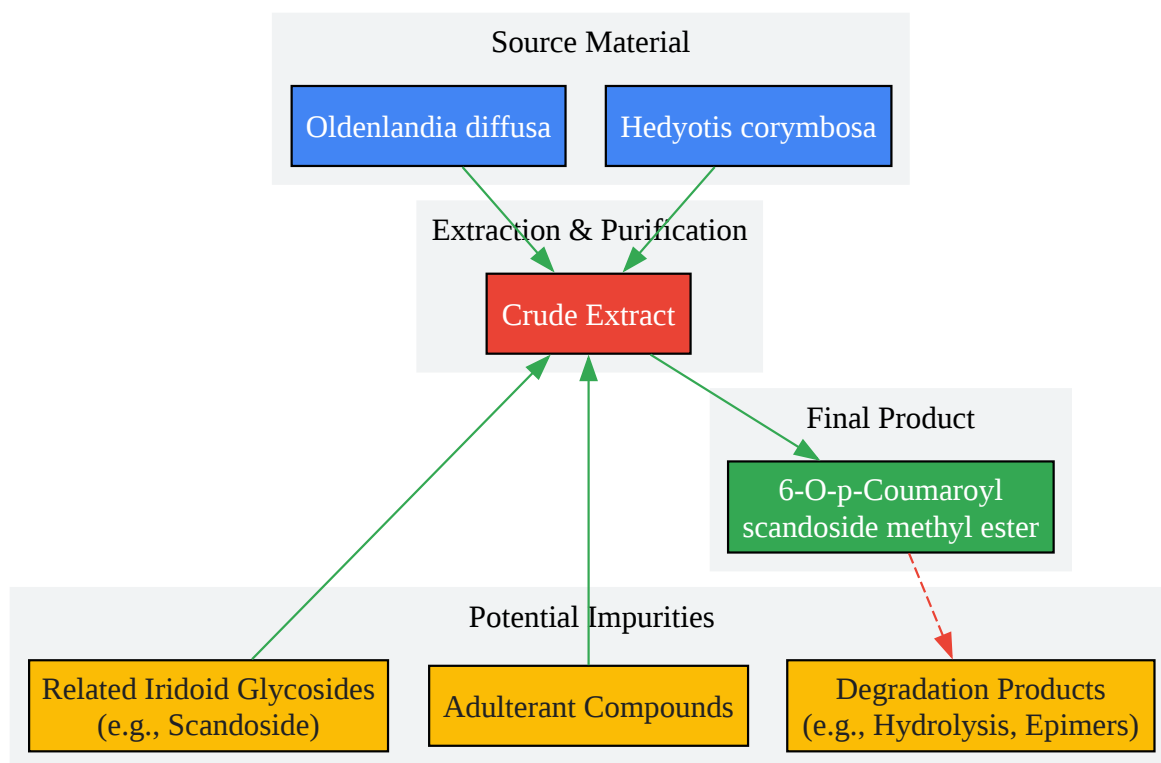 Source Material
Oldenlandia diffusa
Hedyotis corymbosa
Extraction & Purification
Crude Extract
Final Product
6-O-p-Coumaroyl
scandoside methyl ester
Potential Impurities
Related Iridoid Glycosides
(e.g., Scandoside)
Adulterant Compounds
Degradation Products
(e.g., Hydrolysis, Epimers)